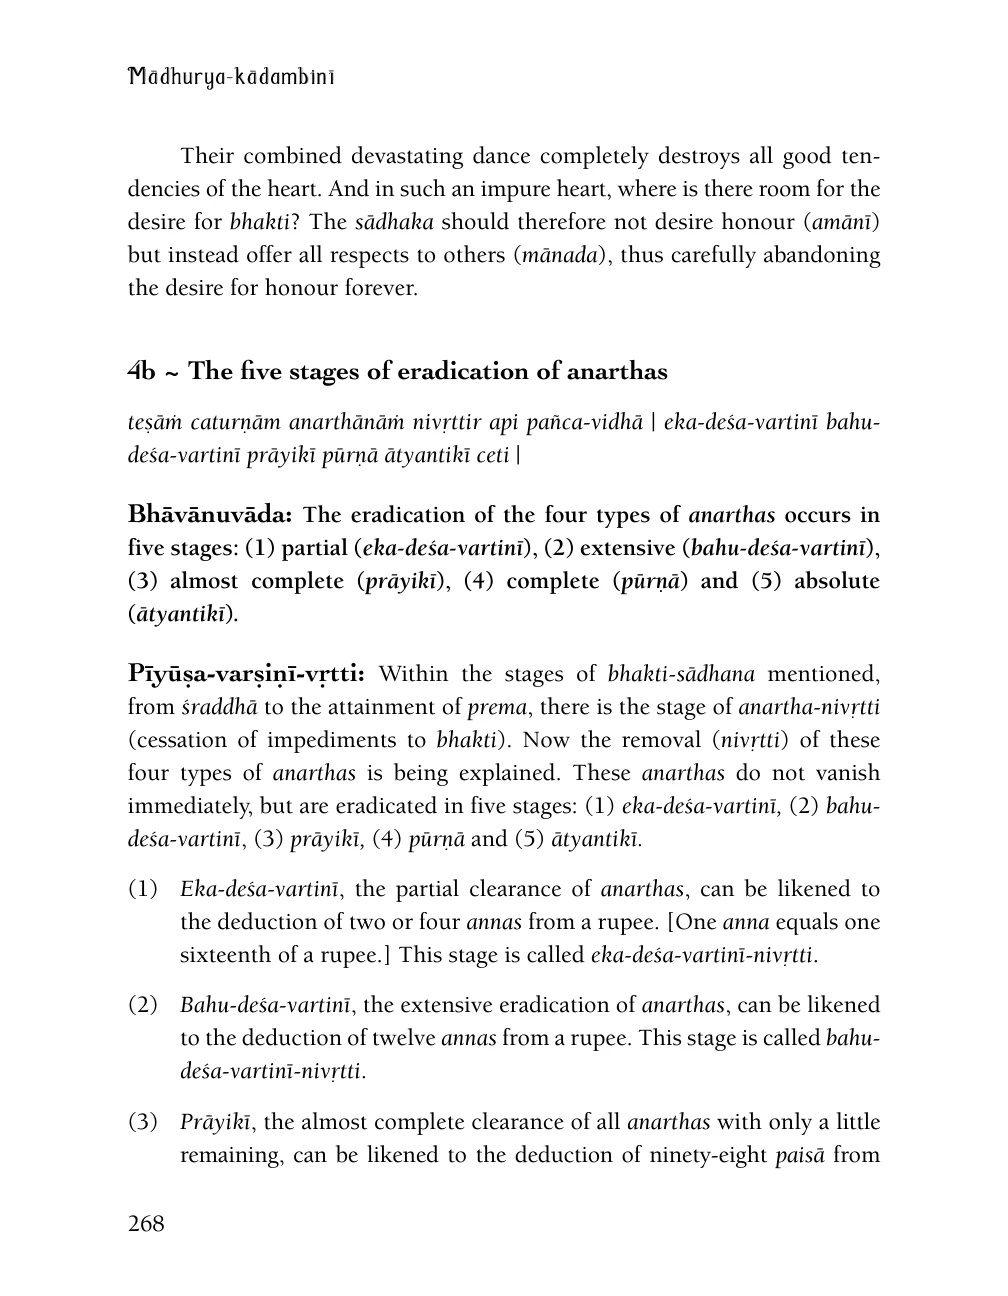 Mādhurya-kādambinī
Their combined devastating dance completely destroys all good ten-
dencies of the heart. And in such an impure heart, where is there room for the
desire for bhakti? The sādhaka should therefore not desire honour (amānī)
but instead offer all respects to others (mānada), thus carefully abandoning
the desire for honour forever.
4b ~ The five stages of eradication of anarthas
teṣāṁ caturṇām anarthānāṁ nivṛttir api pañca-vidhā | eka-deśa-vartinī bahu-
deśa-vartinī prāyikī pūrṇā ātyantikī ceti |
Bhāvānuvāda: The eradication of the four types of anarthas occurs in
five stages: (1) partial (eka-deśa-vartinī), (2) extensive (bahu-deśa-vartinī),
(3) almost complete (prāyikī), (4) complete (pūrṇā) and (5) absolute
(ātyantikī).
Pīyūṣa-varṣiṇī-vṛtti: Within the stages of bhakti-sādhana mentioned,
from śraddhā to the attainment of prema, there is the stage of anartha-nivṛtti
(cessation of impediments to bhakti). Now the removal (nivṛtti) of these
four types of anarthas is being explained. These anarthas do not vanish
immediately, but are eradicated in five stages: (1) eka-deśa-vartinī, (2) bahu-
deśa-vartinī, (3) prāyikī, (4) pūrṇā and (5) ātyantikī.
(1) Eka-deśa-vartinī, the partial clearance of anarthas, can be likened to
the deduction of two or four annas from a rupee. [One anna equals one
sixteenth of a rupee.] This stage is called eka-deśa-vartinī-nivṛtti.
(2) Bahu-deśa-vartinī, the extensive eradication of anarthas, can be likened
to the deduction of twelve annas from a rupee. This stage is called bahu-
deśa-vartinī-nivṛtti.
(3) Prāyikī, the almost complete clearance of all anarthas with only a little
remaining, can be likened to the deduction of ninety-eight paisā from
268